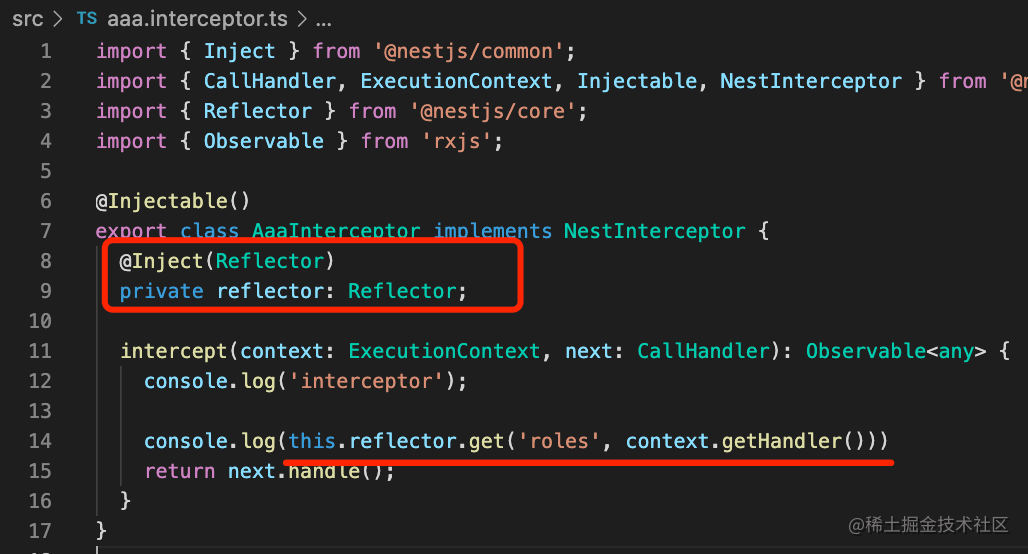 src > TS aaa.interceptor.ts > ...
1 import { Inject } from '@nestjs/common';
2 import { CallHandler, ExecutionContext, Injectable, NestInterceptor } from '@n
3 import { Reflector } from '@nestjs/core';
4 import { Observable } from 'rxjs';
5
6 @Injectable()
7 export class AaaInterceptor implements NestInterceptor {
8 @Inject(Reflector)
9 private reflector: Reflector;
10
11 intercept(context: ExecutionContext, next: CallHandler): Observable<any> {
12 console.log('interceptor');
13
14 console.log(this.reflector.get('roles', context.getHandler()))
15 return next.handle();
16 }
17 }
@稀土掘金技术社区